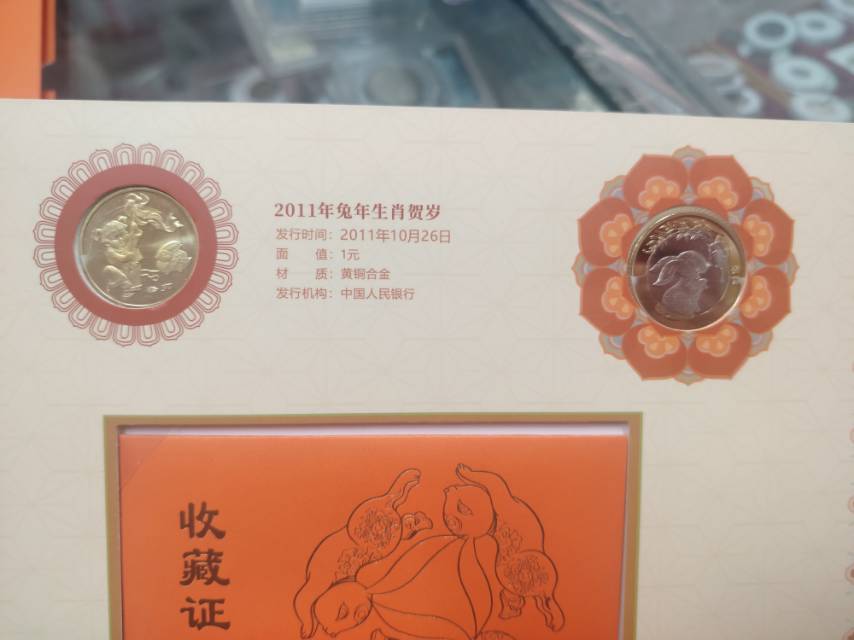 2011年兔年生肖贺岁
发行时间：2011年10月26日
面 值：1元
材 质：黄铜合金
发行机构：中国人民银行
收藏证